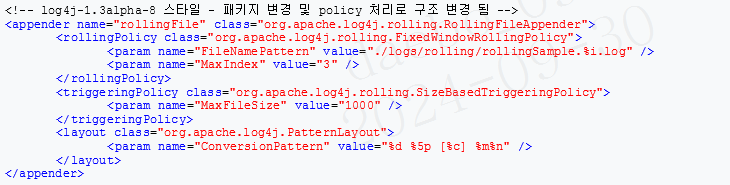 <!-- log4j-1.3alpha-8 스타일 - 패키지 변경 및 policy 처리로 구조 변경 됨 -->
<appender name="rollingFile" class="org.apache.log4j.rolling.RollingFileAppender">
<rollingPolicy class="org.apache.log4j.rolling.FixedWindowRollingPolicy">
<param name="FileNamePattern" value="./logs/rolling/rollingSample.%i.log" />
<param name="MaxIndex" value="3" />
</rollingPolicy>
<triggeringPolicy class="org.apache.log4j.rolling.SizeBasedTriggeringPolicy">
<param name="MaxFileSize" value="1000" />
</triggeringPolicy>
<layout class="org.apache.log4j.PatternLayout">
<param name="ConversionPattern" value="%d %5p [%c] %m%n" />
</layout>
</appender>